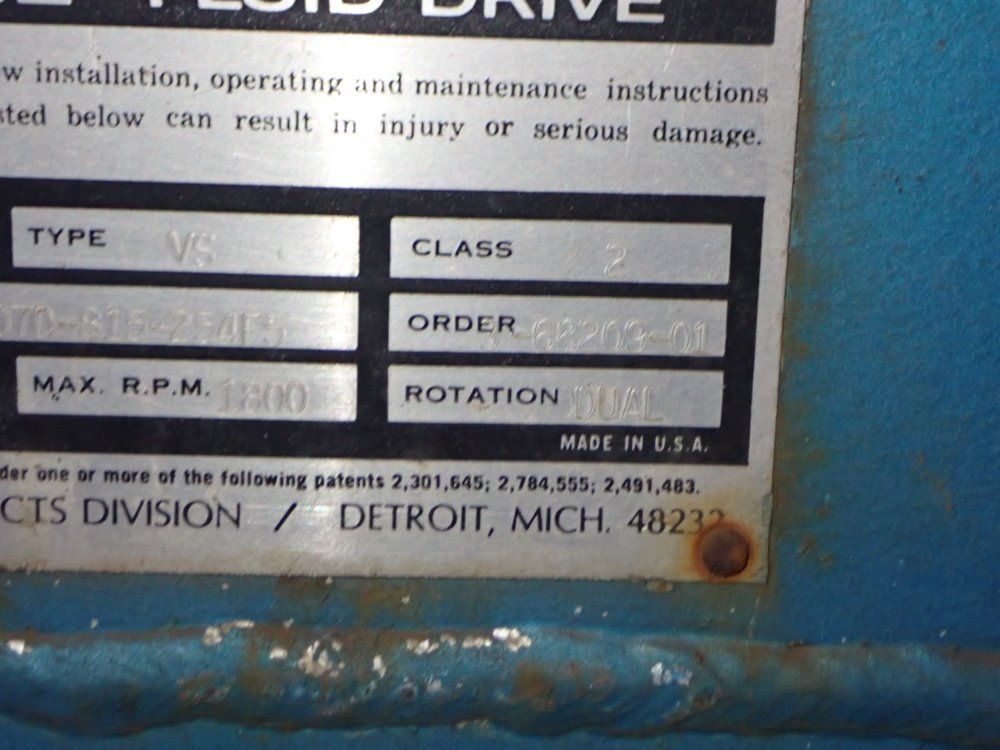 FLUID DRIVE
w installation, operating and maintenance instructions
sted below can result in injury or serious damage.
TYPE VS
CLASS 2
ORDER -68209-01
MAX. R.P.M. 1800
ROTATION DUAL
MADE IN U.S.A.
der one or more of the following patents 2,301,645; 2,784,555; 2,491,483.
CTS DIVISION / DETROIT, MICH.